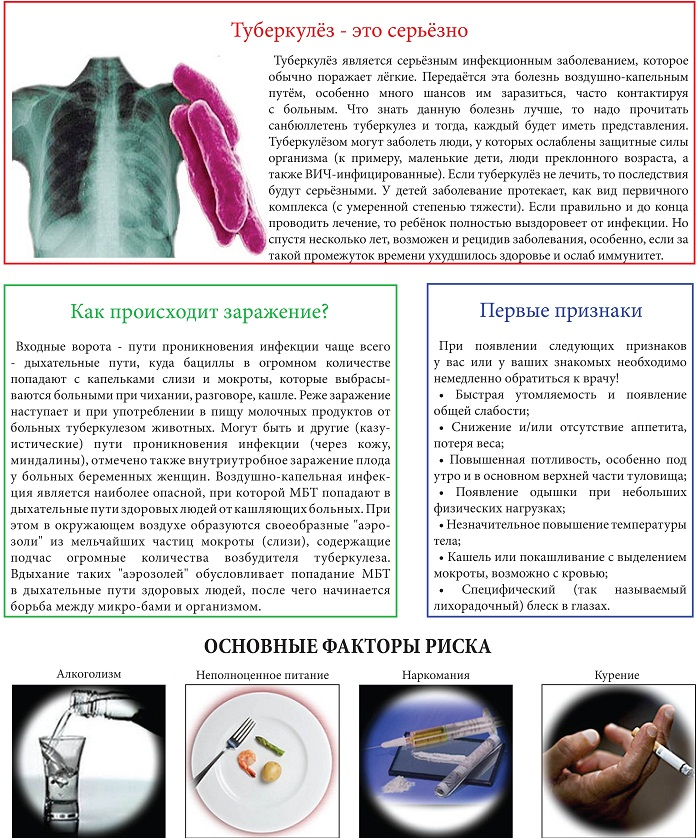 Туберкулёз - это серьёзно
Туберкулёз является серьёзным инфекционным заболеванием, которое
обычно поражает лёгкие. Передаётся эта болезнь воздушно-капельным
путём, особенно много шансов им заразиться, часто контактируя
с больным. Что знать данную болезнь лучше, то надо прочитать
санбюллетень туберкулез и тогда, каждый будет иметь представления.
Туберкулёзом могут заболеть люди, у которых ослаблены защитные силы
организма (к примеру, маленькие дети, люди преклонного возраста, а
также ВИЧ-инфицированные). Если туберкулёз не лечить, то последствия
будут серьёзными. У детей заболевание протекает, как вид первичного
комплекса (с умеренной степенью тяжести). Если правильно и до конца
проводить лечение, то ребёнок полностью выздоровеет от инфекции. Но
спустя несколько лет, возможен и рецидив заболевания, особенно, если за
такой промежуток времени ухудшилось здоровье и ослаб иммунитет.
Как происходит заражение?
Входные ворота - пути проникновения инфекции чаще всего
- дыхательные пути, куда бациллы в огромном количестве
попадают с капельками слизи и мокроты, которые выбрасы-
ваются больными при чихании, разговоре, кашле. Реже заражение
наступает и при употреблении в пищу молочных продуктов от
больных туберкулезом животных. Могут быть и другие (казу-
истические) пути проникновения инфекции (через кожу,
миндалины), отмечено также внутриутробное заражение плода
у больных беременных женщин. Воздушно-капельная инфек-
ция является наиболее опасной, при которой МБТ попадают в
дыхательные пути здоровых людей от кашляющих больных. При
этом в окружающем воздухе образуются своеобразные "аэро-
золи" из мельчайших частиц мокроты (слизи), содержащие
подчас огромные количества возбудителя туберкулеза.
Вдыхание таких "аэрозолей" обусловливает попадание МБТ
в дыхательные пути здоровых людей, после чего начинается
борьба между микро-бами и организмом.
Первые признаки
При появлении следующих признаков
у вас или у ваших знакомых необходимо
немедленно обратиться к врачу!
• Быстрая утомляемость и появление
общей слабости;
• Снижение и/или отсутствие аппетита,
потеря веса;
• Повышенная потливость, особенно под
утро и в основном верхней части туловища;
• Появление одышки при небольших
физических нагрузках;
• Незначительное повышение температуры
тела;
• Кашель или покашливание с выделением
мокроты, возможно с кровью;
• Специфический (так называемый
лихорадочный) блеск в глазах.
ОСНОВНЫЕ ФАКТОРЫ РИСКА
Алкоголизм
Неполноценное питание
Наркомания
Курение